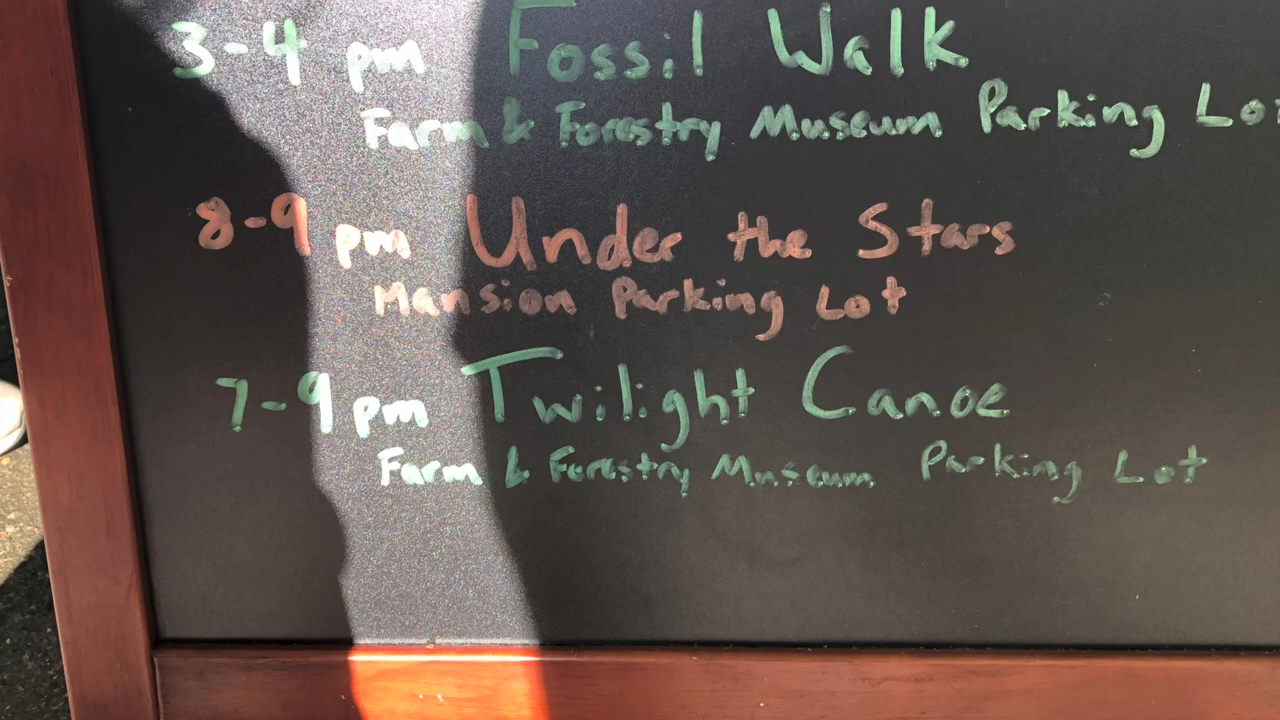 3-4 pm Fossil Walk
Farm & Forestry Museum Parking Lot
8-9 pm Under the Stars
Mansion Parking Lot
7-9 pm Twilight Canoe
Farm & Forestry Museum Parking Lot